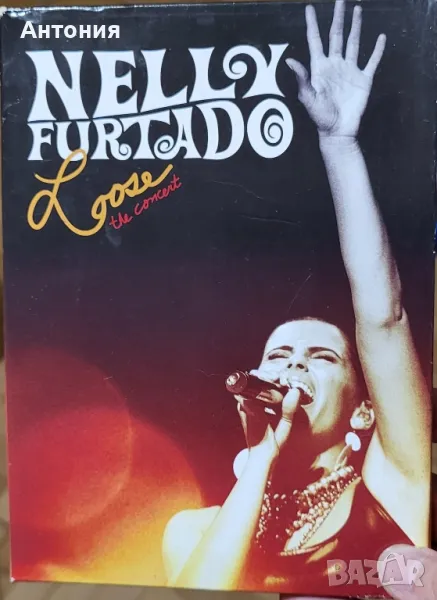 Антония
NELLY
FURTADO
Loose
the concert
BAZAR